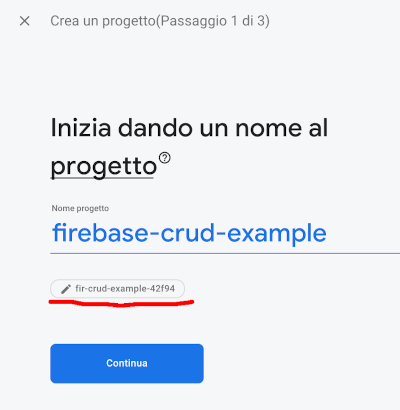 Crea un progetto(Passaggio 1 di 3)
Inizia dando un nome al
progetto?
Nome progetto
firebase-crud-example
fir-crud-example-42f94
Continua